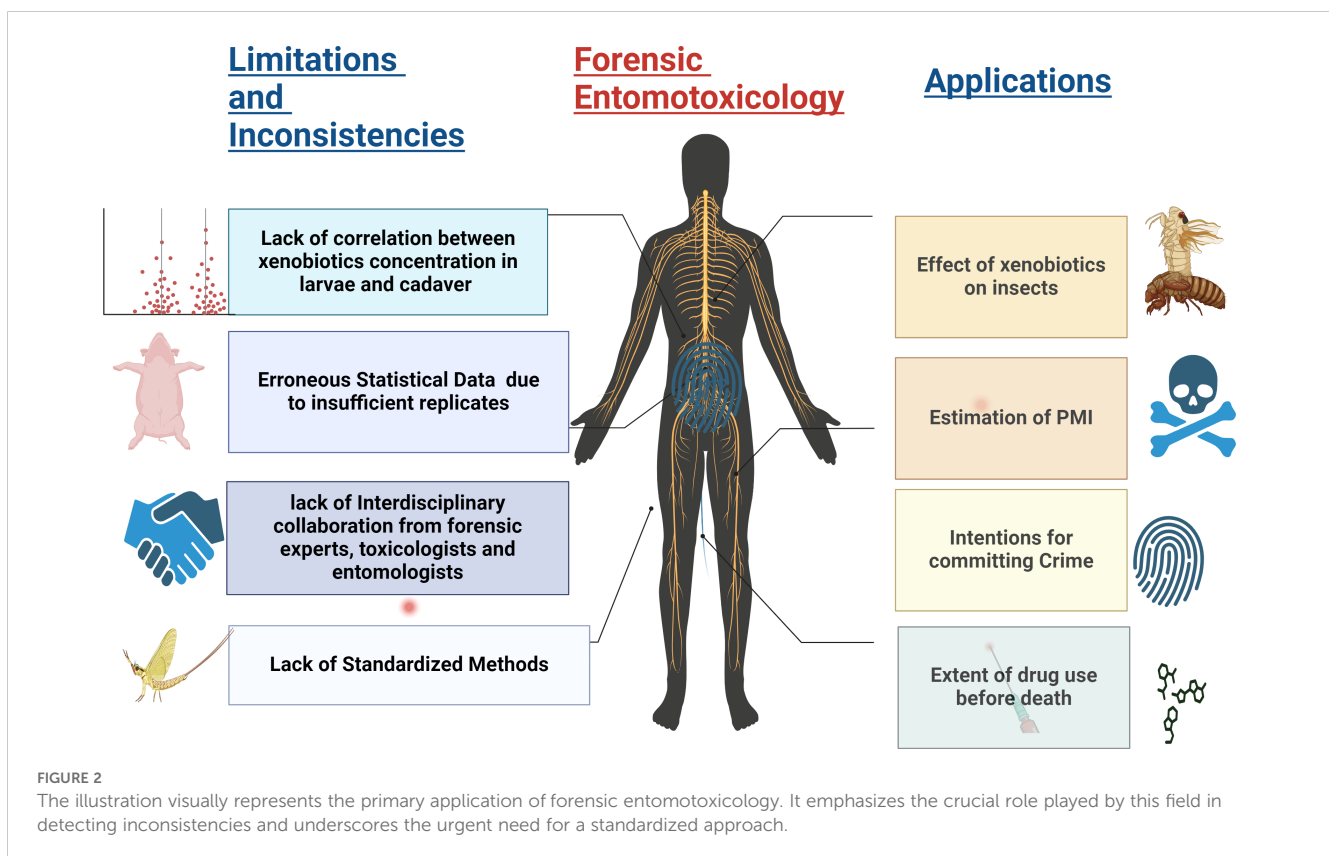 Limitations
and
Inconsistencies
Forensic
Entomotoxicology
Applications
Lack of correlation between
xenobiotics concentration in
larvae and cadaver
Erroneous Statistical Data due
to insufficient replicates
lack of Interdisciplinary
collaboration from forensic
experts, toxicologists and
entomologists
Lack of Standardized Methods
Effect of xenobiotics
on insects
Estimation of PMI
Intentions for
committing Crime
Extent of drug use
before death
FIGURE 2
The illustration visually represents the primary application of forensic entomotoxicology. It emphasizes the crucial role played by this field in
detecting inconsistencies and underscores the urgent need for a standardized approach.